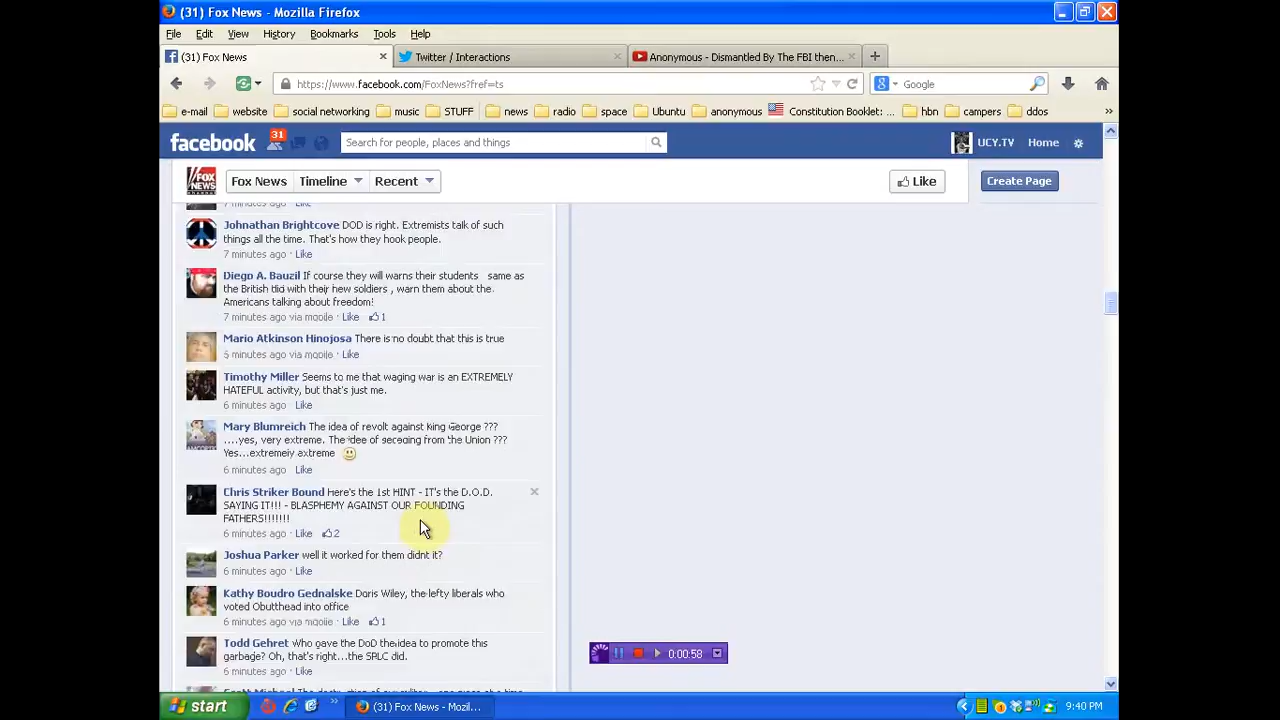 (31) Fox News - Mozilla Firefox
File Edit View History Bookmarks Tools Help
(31) Fox News
Twitter / Interactions
Anonymous - Dismantled By The FBI then...
https://www.facebook.com/FoxNews?fref=ts
Google
e-mail website social networking music STUFF news radio space Ubuntu anonymous Constitution Booklet: ... hbn campers ddos
facebook
31
Search for people, places and things
UCY.TV Home
FOX NEWS
Fox News Timeline Recent
Like
Create Page
7 minutes ago Like
Johnathan Brightcove DOD is right. Extremists talk of such
things all the time. That's how they hook people.
7 minutes ago · Like
Diego A. Bauzil If course they will warns their students same as
the British did with their hew soldiers , warn them about the
Americans talking about freedom!
7 minutes ago via mobile · Like 1
Mario Atkinson Hinojosa There is no doubt that this is true
minutes ago via mobile · Like
Timothy Miller Seems to me that waging war is an EXTREMELY
HATEFUL activity, but that's just me.
6 minutes ago · Like
Mary Blumreich The idea of revolt against King George ???
....yes, very extreme. The idee of seceding from the Union ???
Yes...extremely extreme
6 minutes ago · Like
Chris Striker Bound Here's the 1st HINT - IT's the D.O.D.
SAYING IT!!! - BLASPHEMY AGAINST OUR FOUNDING
FATHERS!!!!!!!
6 minutes ago · Like 2
Joshua Parker well it worked for them didnt it?
6 minutes ago · Like
Kathy Boudro Gednalske Doris Wiley, the lefty liberals who
voted Obutthead into office
6 minutes ago via mobile · Like 1
Todd Gehret Who gave the DoD the idea to promote this
garbage? Oh, that's right...the SPLC did.
6 minutes ago · Like
0:00:58
start
(31) Fox News - Mozil...
9:40 PM